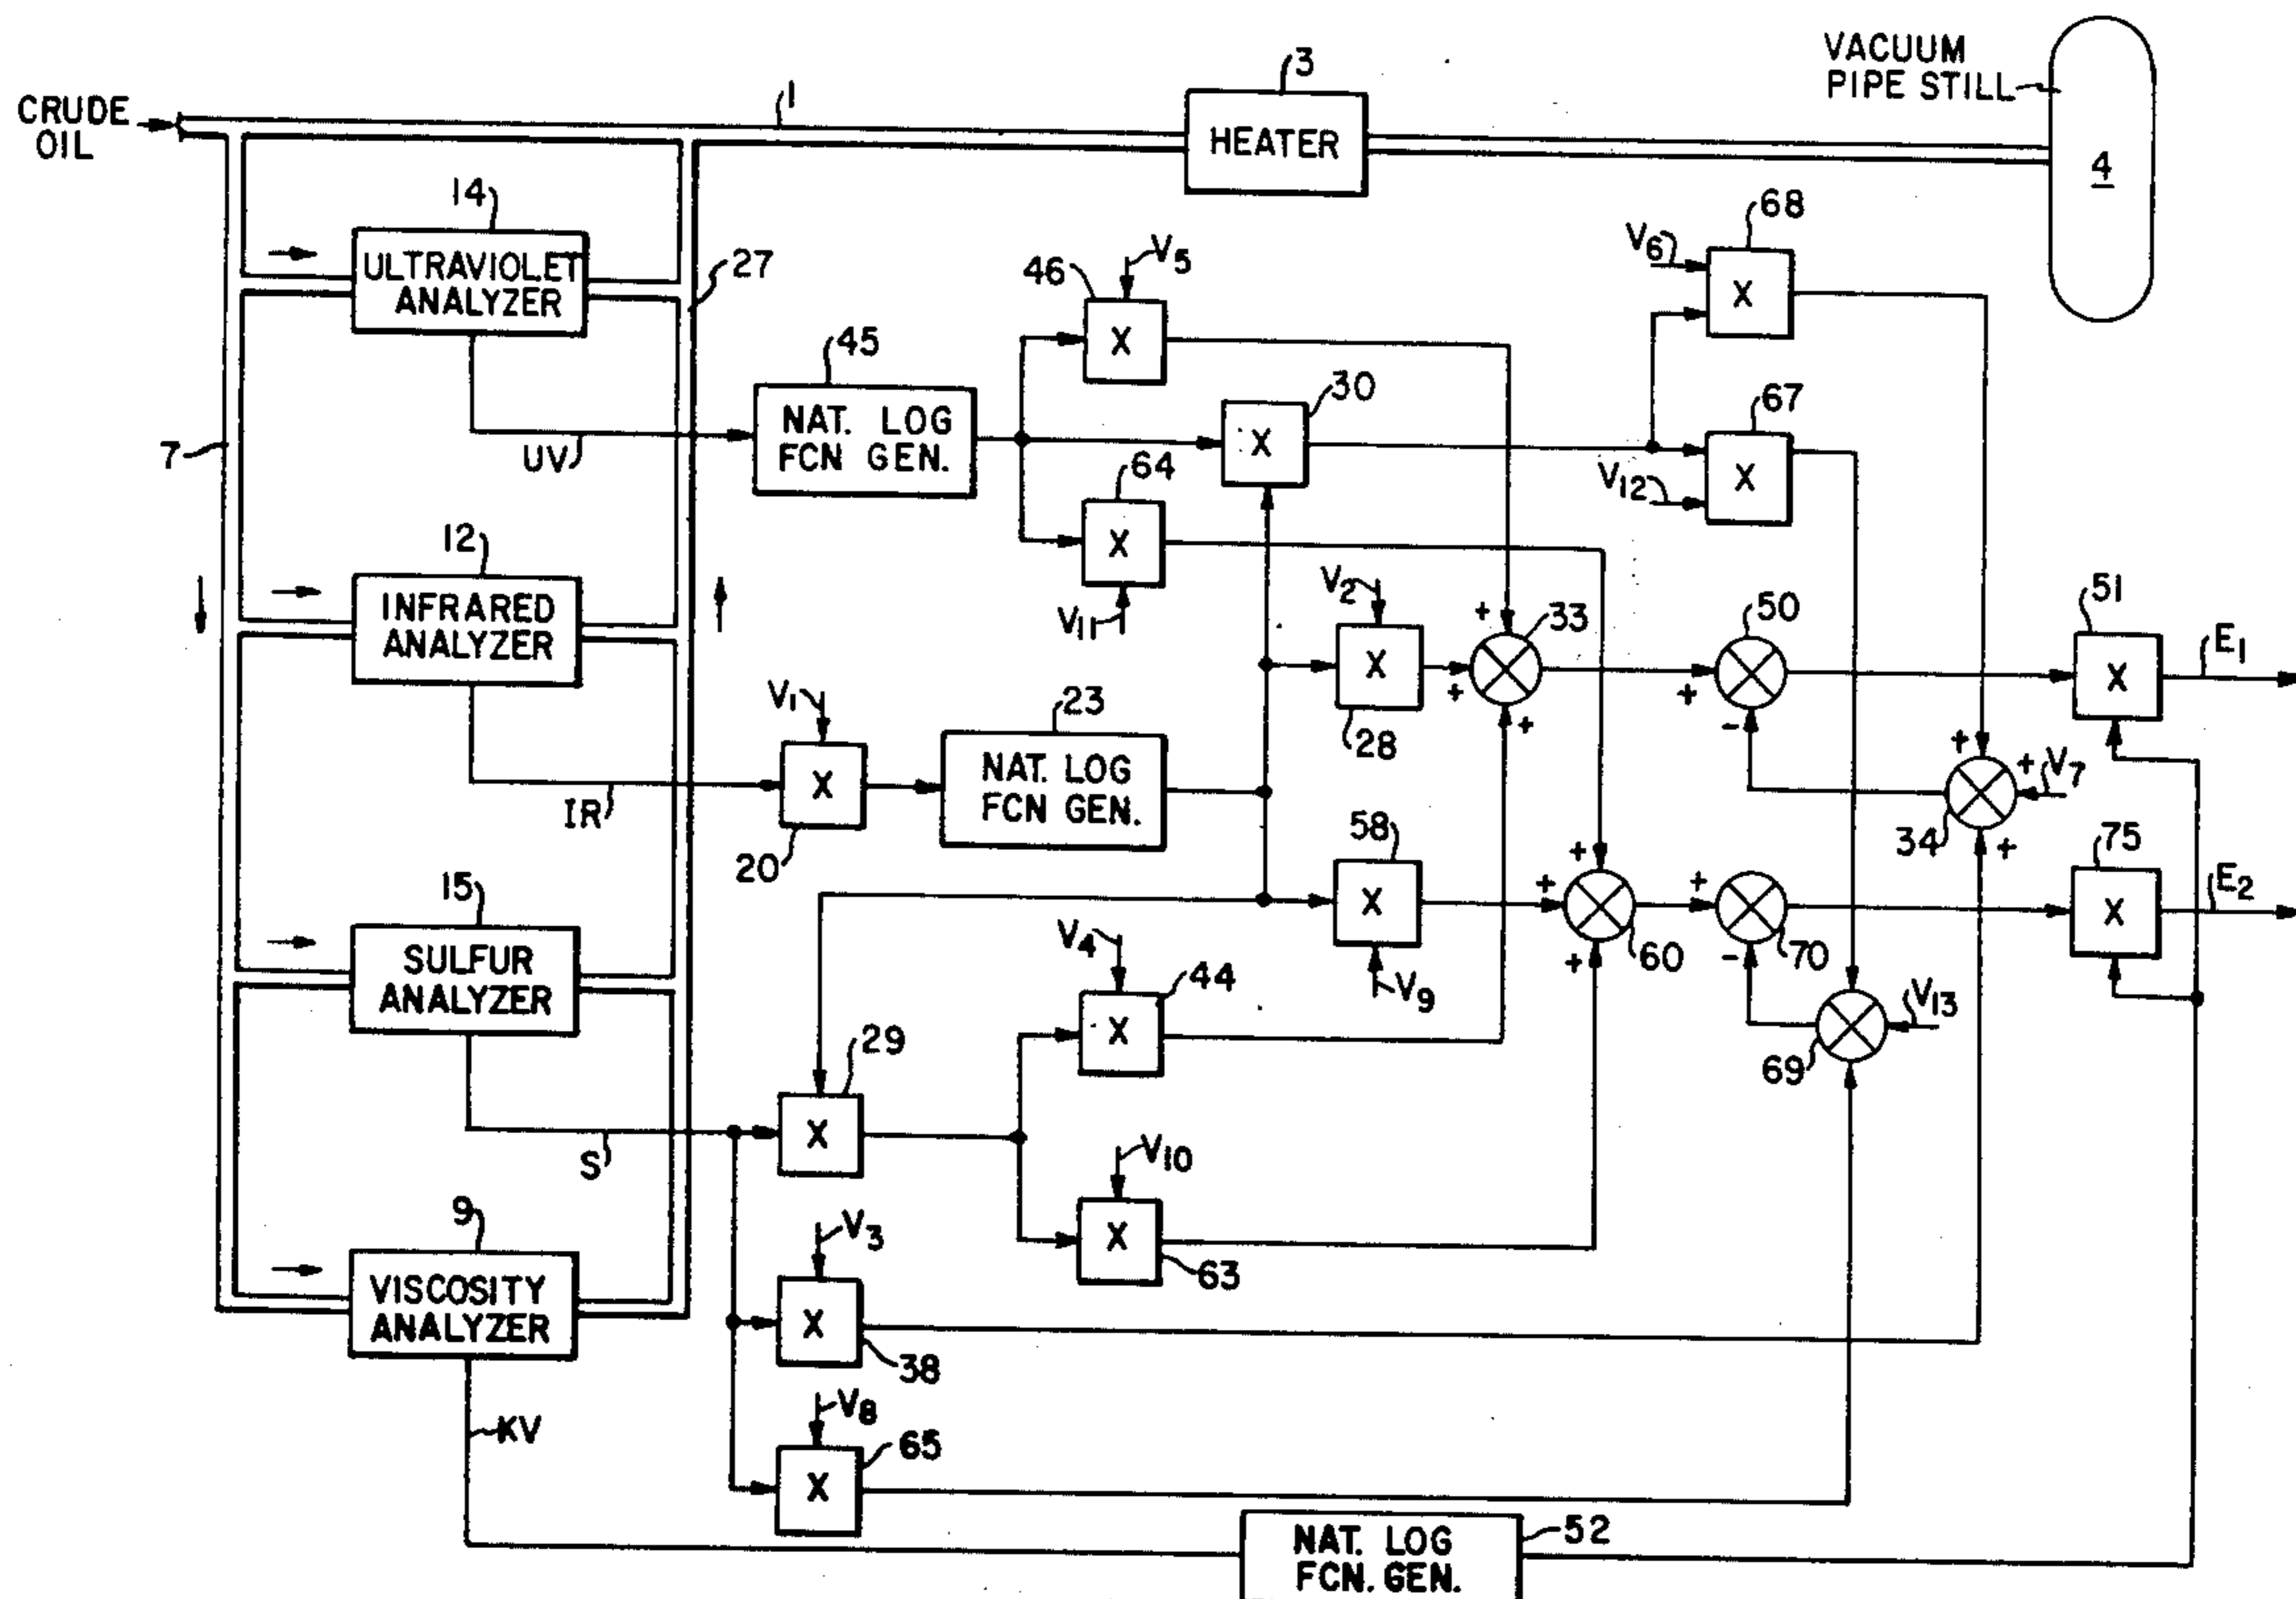 CRUDE
OIL
1
3
HEATER
VACUUM
PIPE STILL
4
14
ULTRAVIOLET
ANALYZER
27
7
UV
45
NAT. LOG
FCN GEN.
46
V5
X
30
X
64
X
V11
V6
68
X
67
X
V12
12
INFRARED
ANALYZER
IR
V1
X
20
23
NAT. LOG
FCN GEN.
V2
X
28
+
+
+
33
50
+
-
51
X
E1
+
+
V7
34
+
58
X
V9
+
+
+
60
+
-
70
75
X
E2
V13
69
15
SULFUR
ANALYZER
S
29
X
V4
44
X
V10
X
63
9
VISCOSITY
ANALYZER
KV
V3
X
38
V8
X
65
NAT. LOG
FCN. GEN.
52